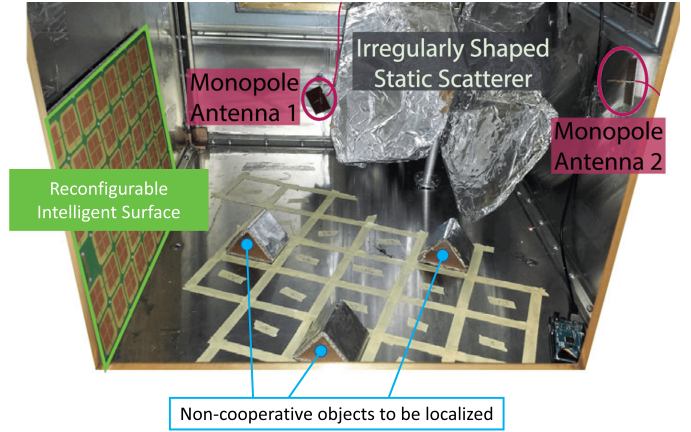 Irregularly Shaped
Static Scatterer
Monopole
Antenna 1
Monopole
Antenna 2
Reconfigurable
Intelligent Surface
Non-cooperative objects to be localized